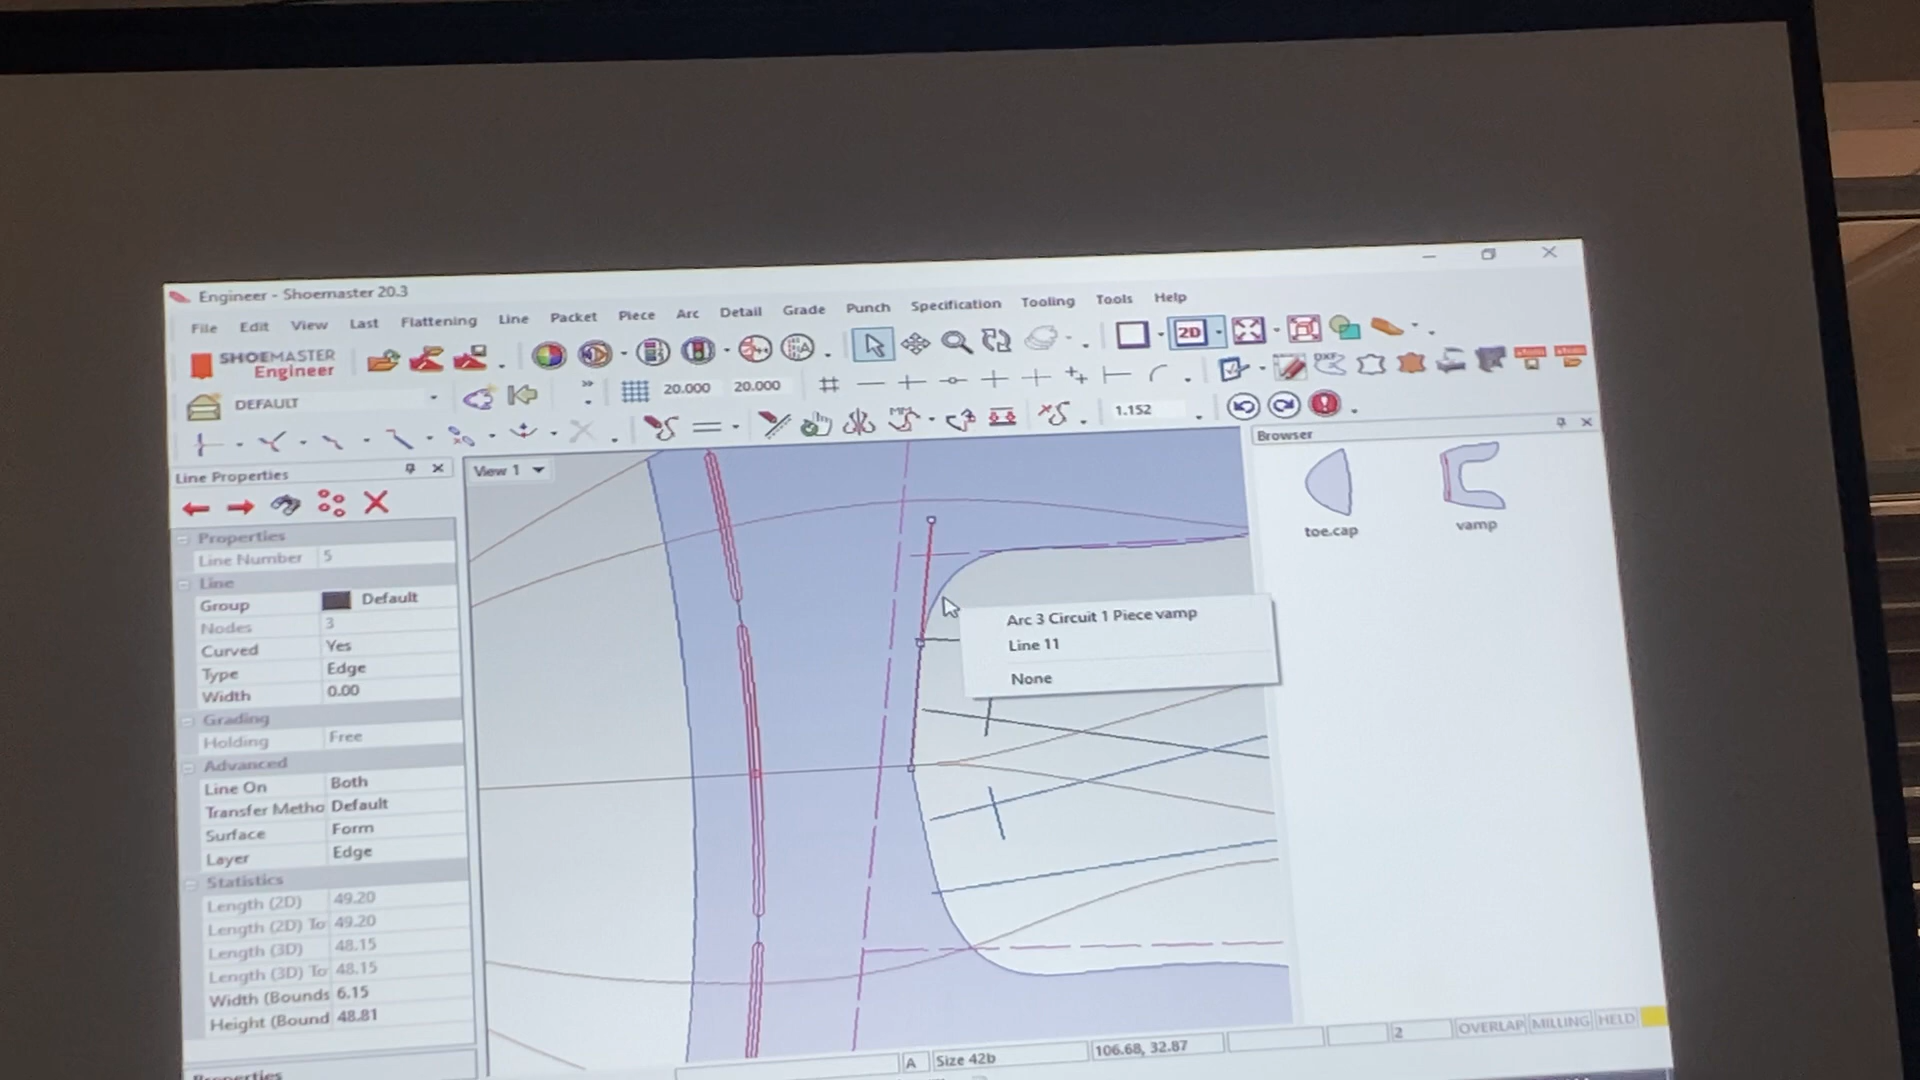 Engineer - Shoemaster 20.3
File Edit View Last Flattening Line Packet Piece Arc Detail Grade Punch Specification Tooling Tools Help
SHOEMASTER
Engineer
2D
DXF
DEFAULT
20.000 20.000
1.152
Line Properties
View 1
Browser
Properties
Line Number 5
Line
Group Default
Nodes 3
Curved Yes
Type Edge
Width 0.00
Grading
Holding Free
Advanced
Line On Both
Transfer Metho Default
Surface Form
Layer Edge
Statistics
Length (2D) 49.20
Length (2D) To 49.20
Length (3D) 48.15
Length (3D) To 48.15
Width (Bounds 6.15
Height (Bound 48.81
Properties
Arc 3 Circuit 1 Piece vamp
Line 11
None
toe.cap
vamp
A Size 42b 106.68, 32.87 2 OVERLAP MILLING HELD